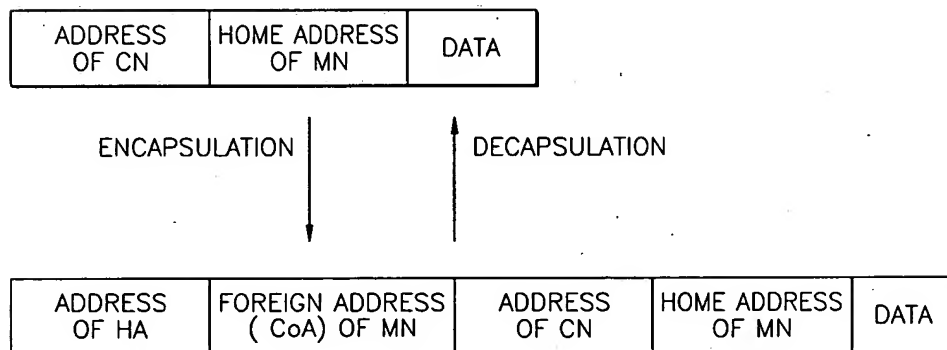 ADDRESS
OF CN
HOME ADDRESS
OF MN
DATA
ENCAPSULATION
DECAPSULATION
ADDRESS
OF HA
FOREIGN ADDRESS
( CoA) OF MN
ADDRESS
OF CN
HOME ADDRESS
OF MN
DATA